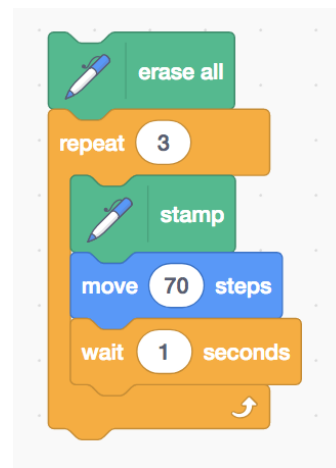 erase all
repeat 3
stamp
move 70 steps
wait 1 seconds